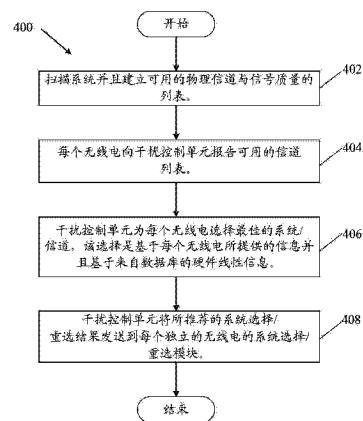 400
开始
扫描系统并且建立可用的物理信道与信号质量的
列表。
402
每个无线电向干扰控制单元报告可用的信道
列表。
404
干扰控制单元为每个无线电选择最佳的系统/
信道，该选择是基于每个无线电所提供的信息并
且基于来自数据库的硬件线性信息。
406
干扰控制单元将所推荐的系统选择/
重选结果发送到每个独立的无线电的系统选择/
重选模块。
408
结束